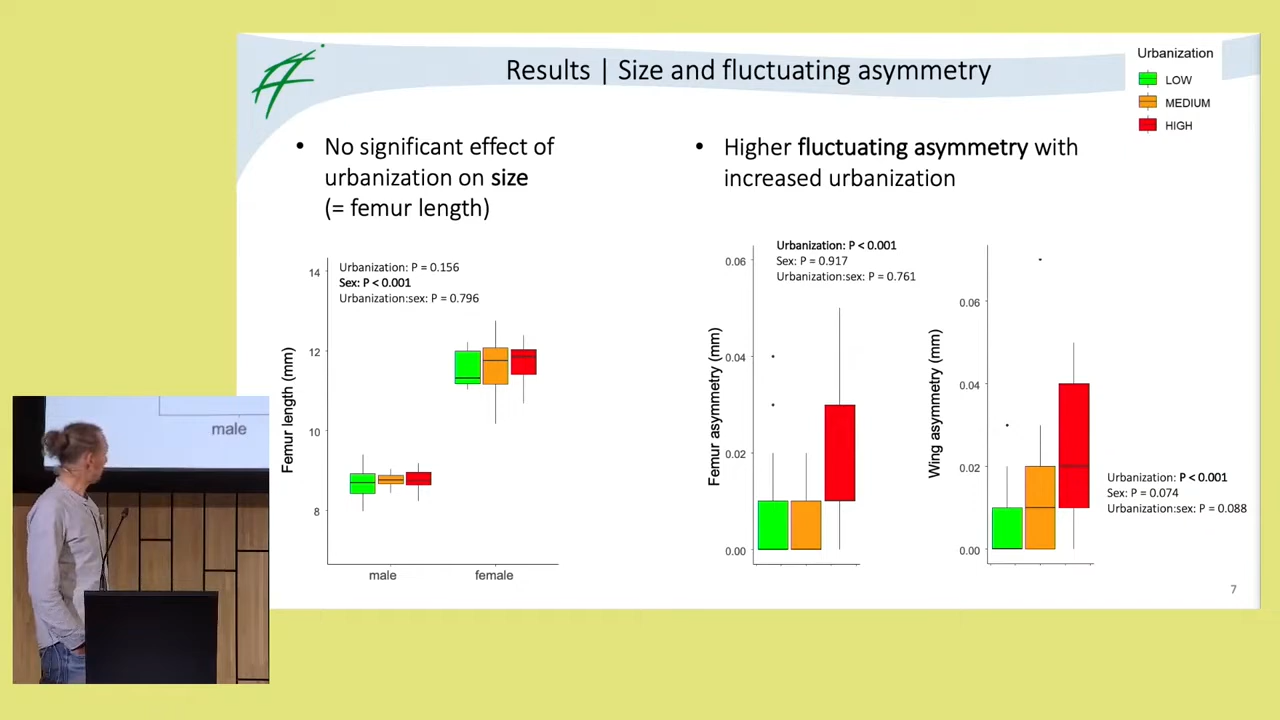 Results | Size and fluctuating asymmetry
Urbanization
LOW
MEDIUM
HIGH
• No significant effect of
urbanization on size
(= femur length)
• Higher fluctuating asymmetry with
increased urbanization
Urbanization: P = 0.156
Sex: P < 0.001
Urbanization:sex: P = 0.796
Femur length (mm)
14
12
10
8
male
female
Urbanization: P < 0.001
Sex: P = 0.917
Urbanization:sex: P = 0.761
Femur asymmetry (mm)
0.06
0.04
0.02
0.00
Wing asymmetry (mm)
0.06
0.04
0.02
0.00
Urbanization: P < 0.001
Sex: P = 0.074
Urbanization:sex: P = 0.088
7
male